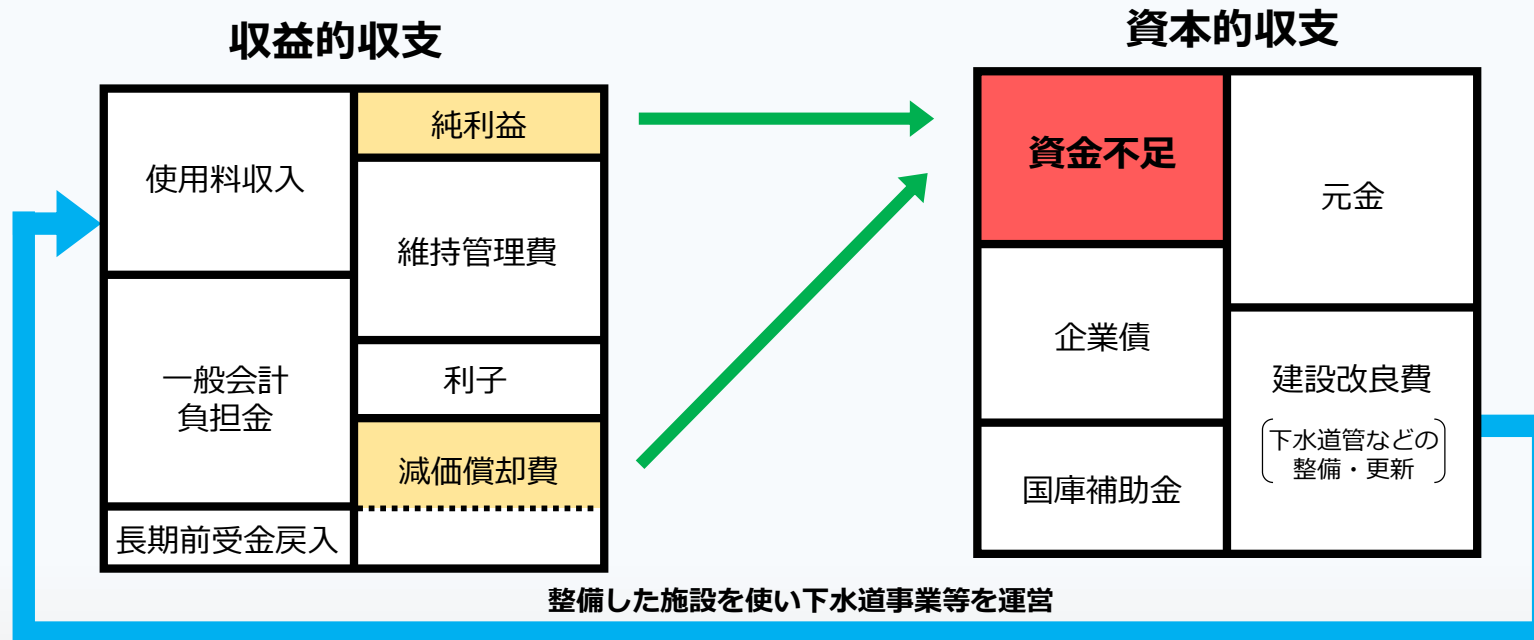 収益的収支
使用料収入
一般会計
負担金
長期前受金戻入
純利益
維持管理費
利子
減価償却費
資本的収支
資金不足
企業債
国庫補助金
元金
建設改良費
下水道管などの
整備・更新
整備した施設を使い下水道事業等を運営